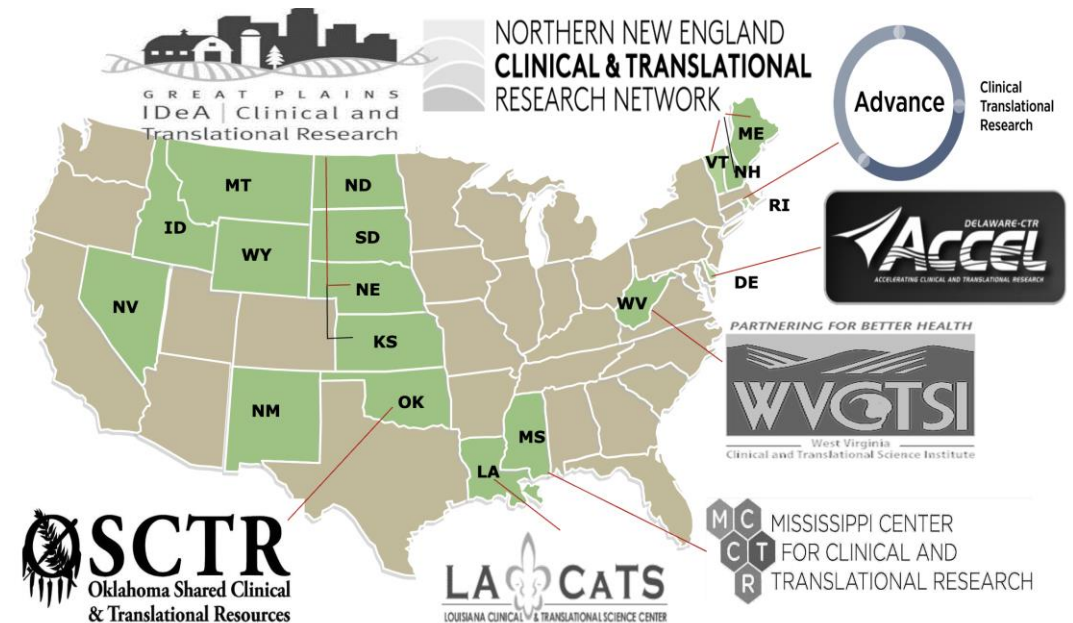 GREAT PLAINS
IDeA | Clinical and
Translational Research
NORTHERN NEW ENGLAND
CLINICAL & TRANSLATIONAL
RESEARCH NETWORK
Advance
Clinical
Translational
Research
ME
VT
NH
RI
MT
ND
ID
SD
WY
NE
NV
KS
NM
OK
MS
LA
WV
DE
DELAWARE-CTR
ACCEL
ACCELERATING CLINICAL AND TRANSLATIONAL RESEARCH
PARTNERING FOR BETTER HEALTH
WVCTSI
West Virginia
Clinical and Translational Science Institute
OSCTR
Oklahoma Shared Clinical
& Translational Resources
LA CATS
LOUISIANA CLINICAL & TRANSLATIONAL SCIENCE CENTER
MCCTR
MISSISSIPPI CENTER
FOR CLINICAL AND
TRANSLATIONAL RESEARCH